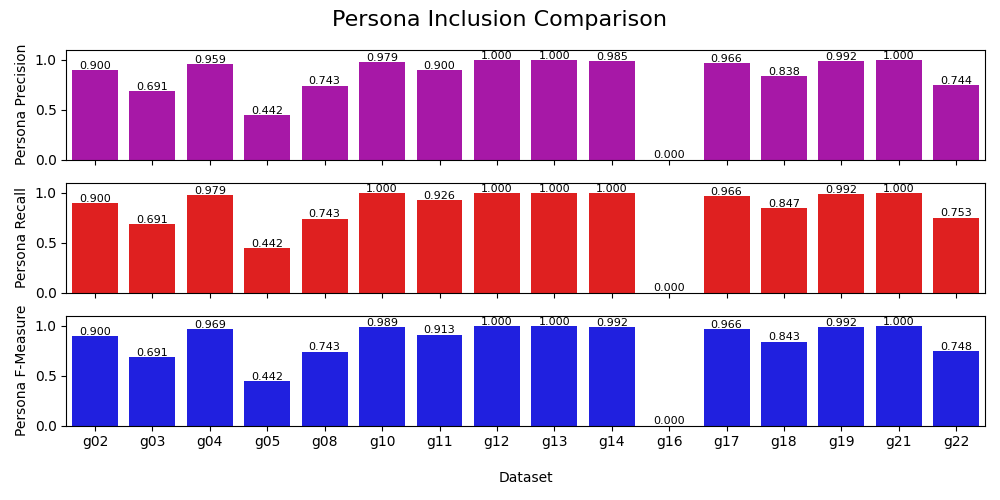 Persona Inclusion Comparison
Persona Precision
1.0
0.5
0.0
0.900 0.691 0.959 0.442 0.743 0.979 0.900 1.000 1.000 0.985 0.000 0.966 0.838 0.992 1.000 0.744
Persona Recall
1.0
0.5
0.0
0.900 0.691 0.979 0.442 0.743 1.000 0.926 1.000 1.000 1.000 0.000 0.966 0.847 0.992 1.000 0.753
Persona F-Measure
1.0
0.5
0.0
0.900 0.691 0.969 0.442 0.743 0.989 0.913 1.000 1.000 0.992 0.000 0.966 0.843 0.992 1.000 0.748
g02 g03 g04 g05 g08 g10 g11 g12 g13 g14 g16 g17 g18 g19 g21 g22
Dataset